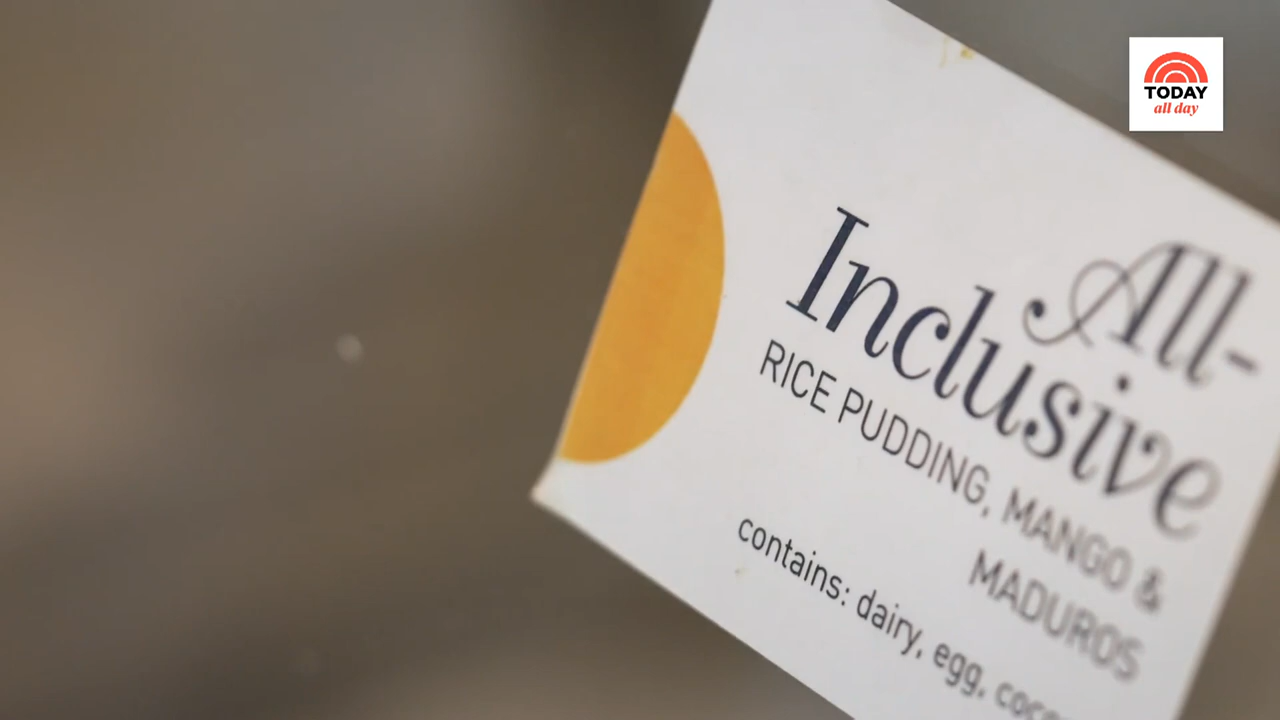 TODAY
all day
All-
Inclusive
RICE PUDDING, MANGO &
MADUROS
contains: dairy, egg,